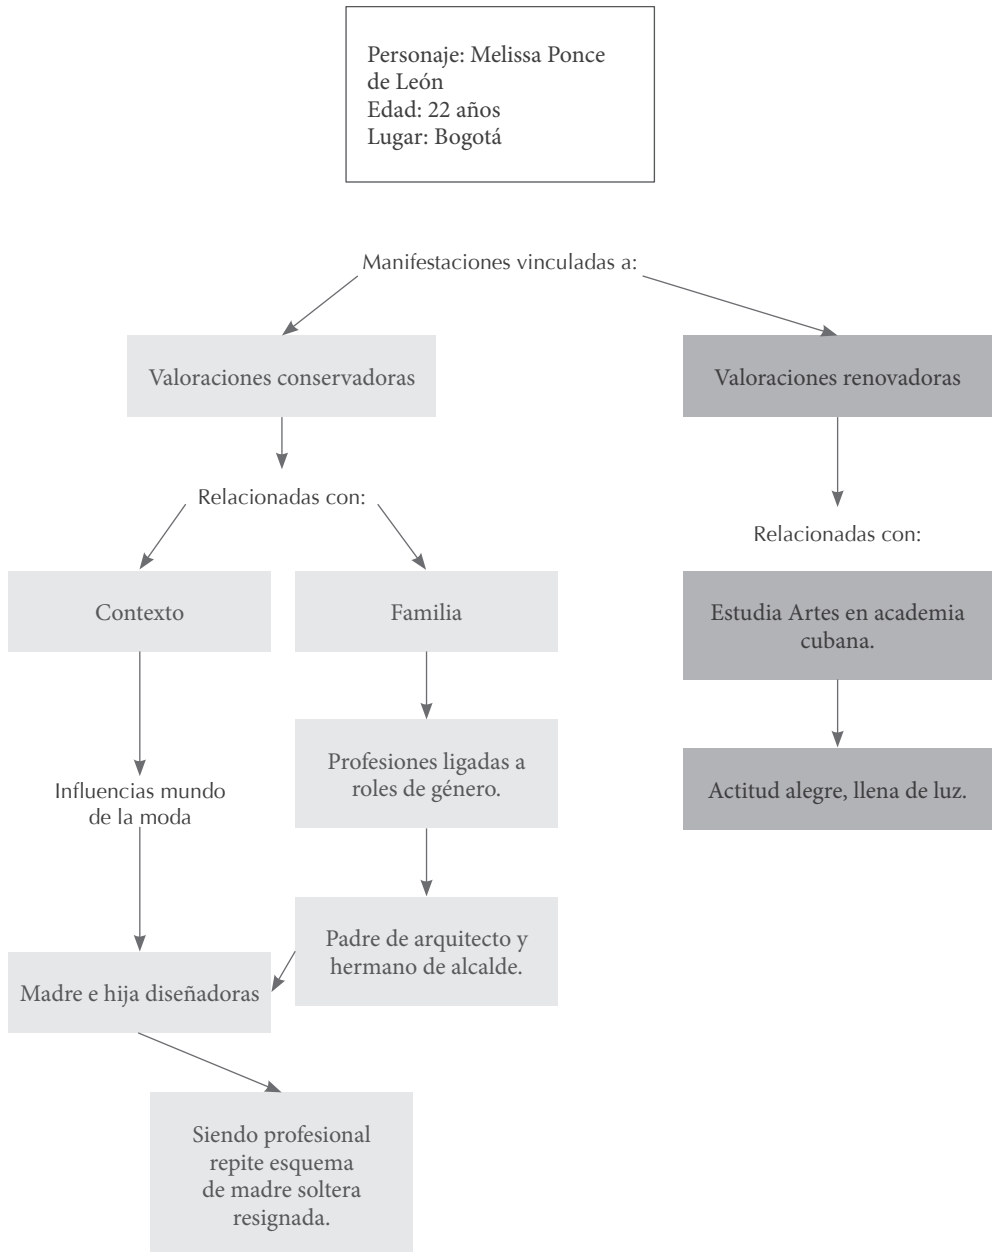 Personaje: Melissa Ponce
de León
Edad: 22 años
Lugar: Bogotá
Manifestaciones vinculadas a:
Valoraciones conservadoras
Valoraciones renovadoras
Relacionadas con:
Relacionadas con:
Contexto
Familia
Estudia Artes en academia
cubana.
Profesiones ligadas a
roles de género.
Influencias mundo
de la moda
Actitud alegre, llena de luz.
Padre de arquitecto y
hermano de alcalde.
Madre e hija diseñadoras
Siendo profesional
repite esquema
de madre soltera
resignada.